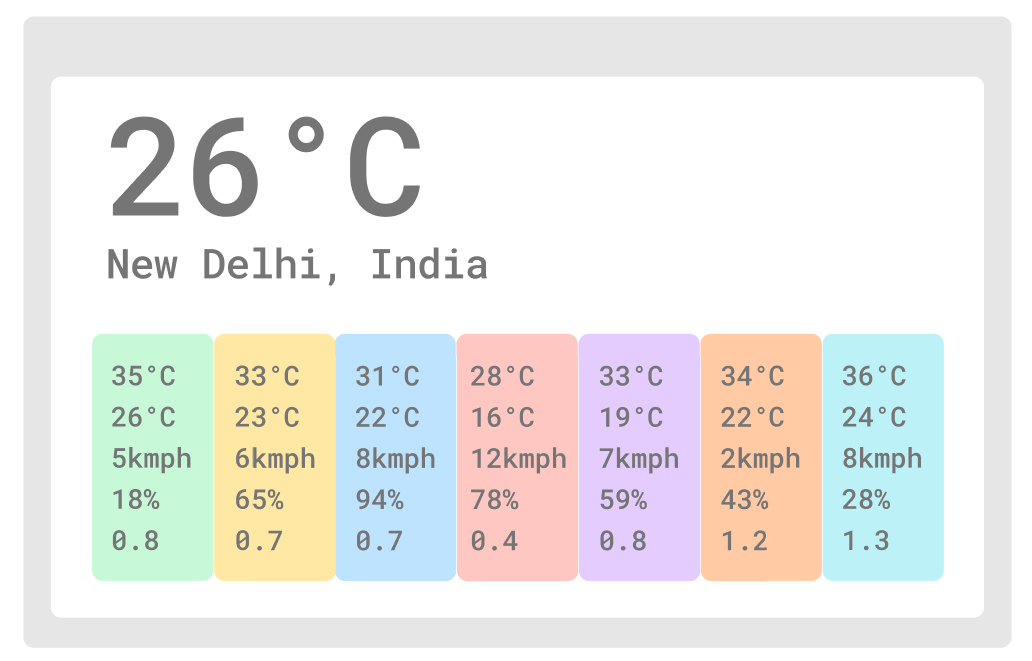 26°C
New Delhi, India
35°C 33°C 31°C 28°C 33°C 34°C 36°C
26°C 23°C 22°C 16°C 19°C 22°C 24°C
5kmph 6kmph 8kmph 12kmph 7kmph 2kmph 8kmph
18% 65% 94% 78% 59% 43% 28%
0.8 0.7 0.7 0.4 0.8 1.2 1.3